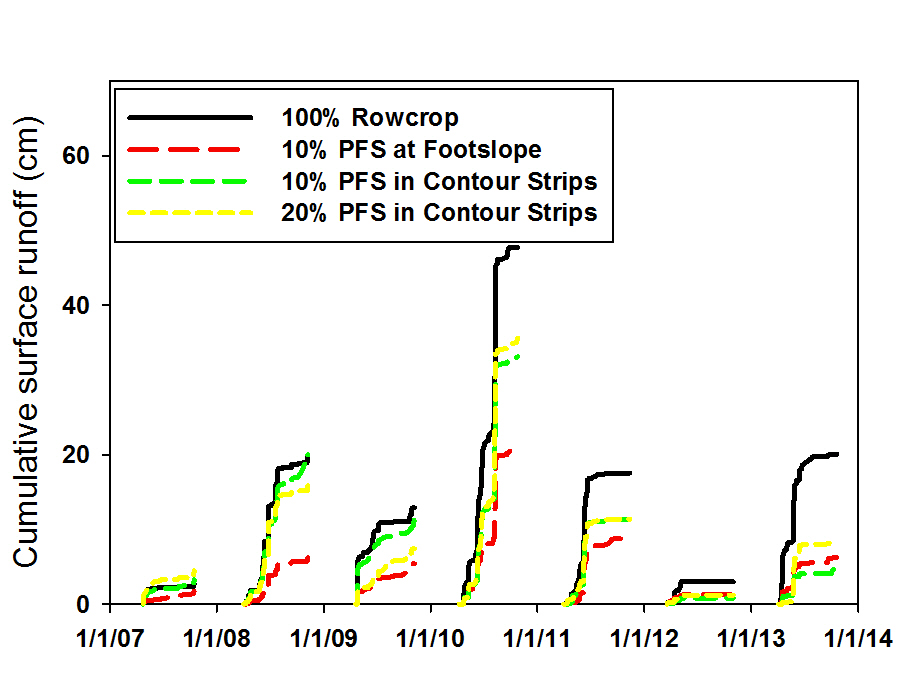 100% Rowcrop
10% PFS at Footslope
10% PFS in Contour Strips
20% PFS in Contour Strips
Cumulative surface runoff (cm)
60
40
20
0
1/1/07 1/1/08 1/1/09 1/1/10 1/1/11 1/1/12 1/1/13 1/1/14